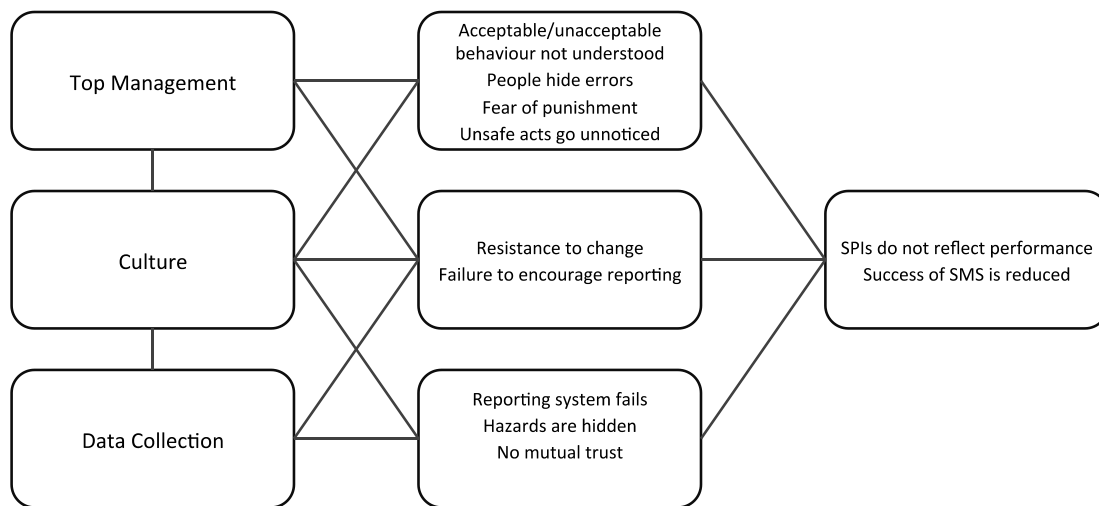 Top Management
Acceptable/unacceptable
behaviour not understood
People hide errors
Fear of punishment
Unsafe acts go unnoticed
Culture
Resistance to change
Failure to encourage reporting
SPIs do not reflect performance
Success of SMS is reduced
Data Collection
Reporting system fails
Hazards are hidden
No mutual trust